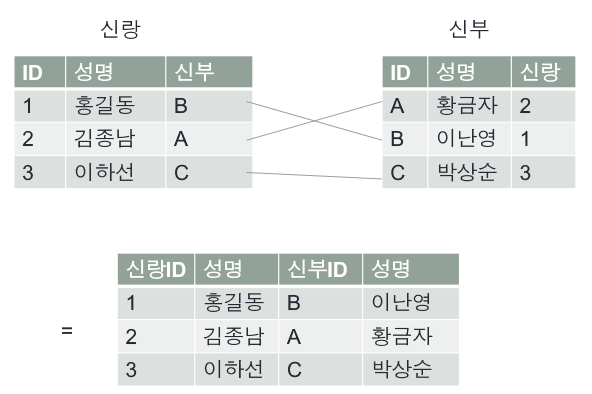 신랑 신부
ID 성명 신부 ID 성명 신랑
1 홍길동 B A 황금자 2
2 김종남 A B 이난영 1
3 이하선 C C 박상순 3
신랑ID 성명 신부ID 성명
1 홍길동 B 이난영
= 2 김종남 A 황금자
3 이하선 C 박상순